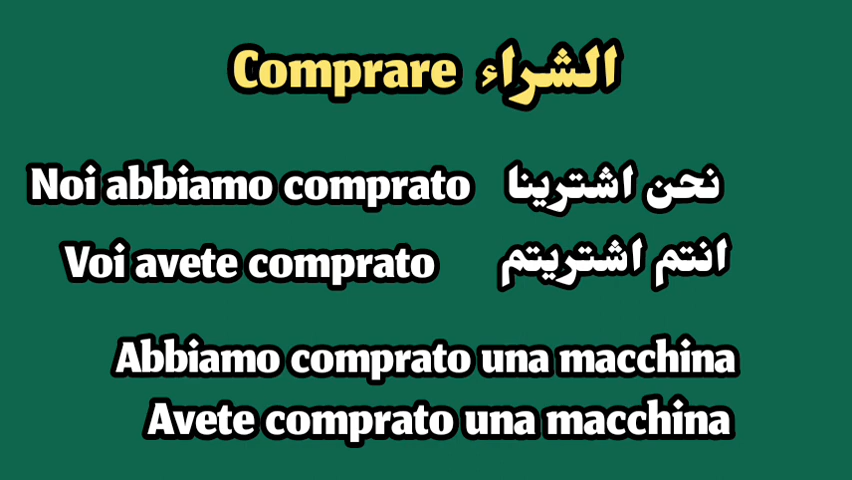 Comprare الشراء
Noi abbiamo comprato نحن اشترينا
Voi avete comprato انتم اشتريتم
Abbiamo comprato una macchina
Avete comprato una macchina